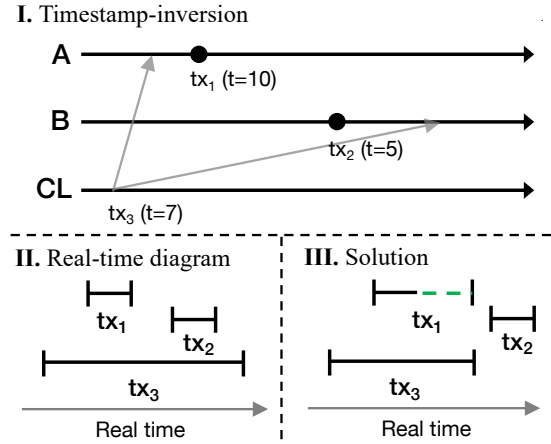 I. Timestamp-inversion
A
tx₁ (t=10)
B
tx₂ (t=5)
CL
tx₃ (t=7)
II. Real-time diagram
tx₁
tx₂
tx₃
Real time
III. Solution
tx₁
tx₂
tx₃
Real time